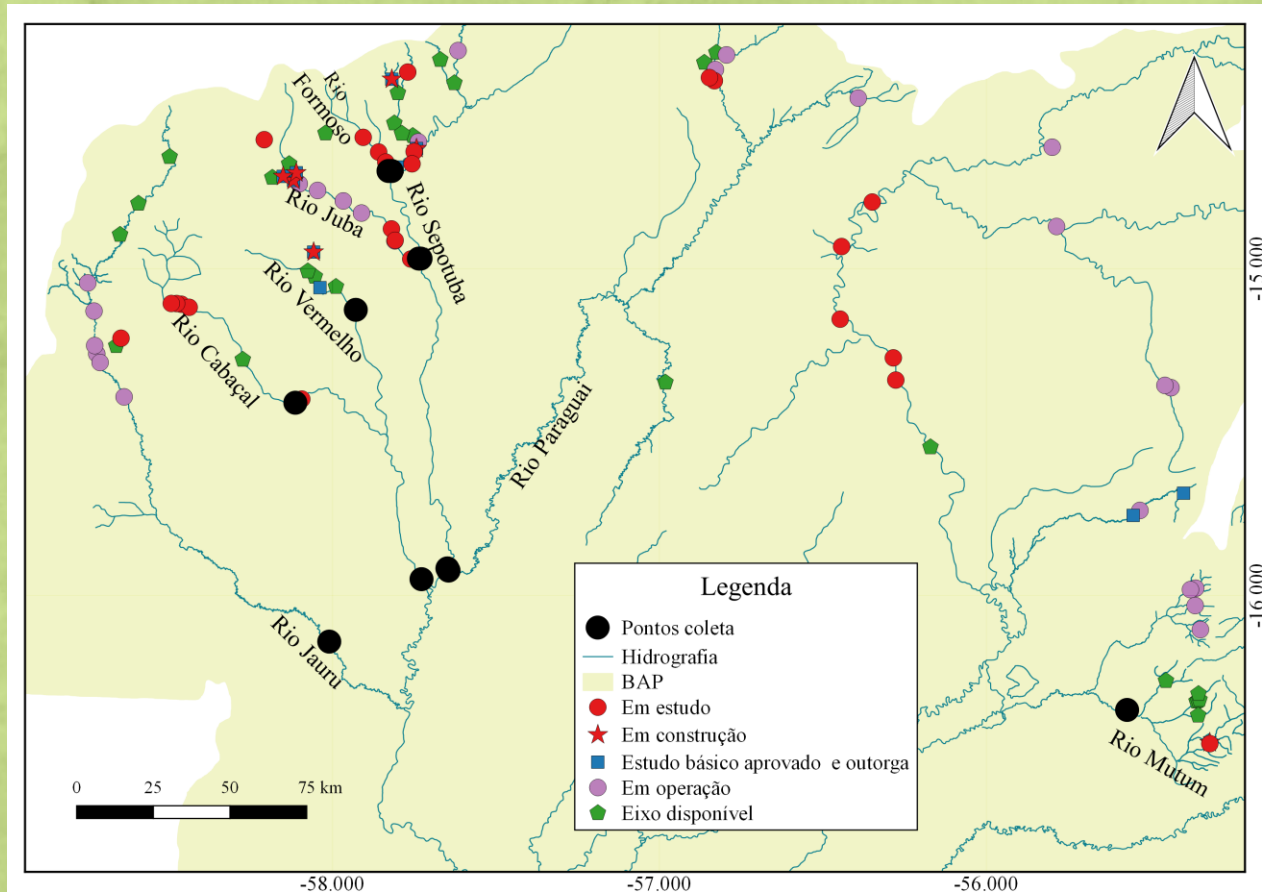 Rio
Formoso
Rio Juba
Rio Sepotuba
Rio Vermelho
Rio Cabaçal
Rio Paraguai
Rio Jauru
Rio Mutum
-15.000
-16.000
Legenda
Pontos coleta
Hidrografia
BAP
Em estudo
Em construção
Estudo básico aprovado e outorga
Em operação
Eixo disponível
0 25 50 75 km
-58.000 -57.000 -56.000